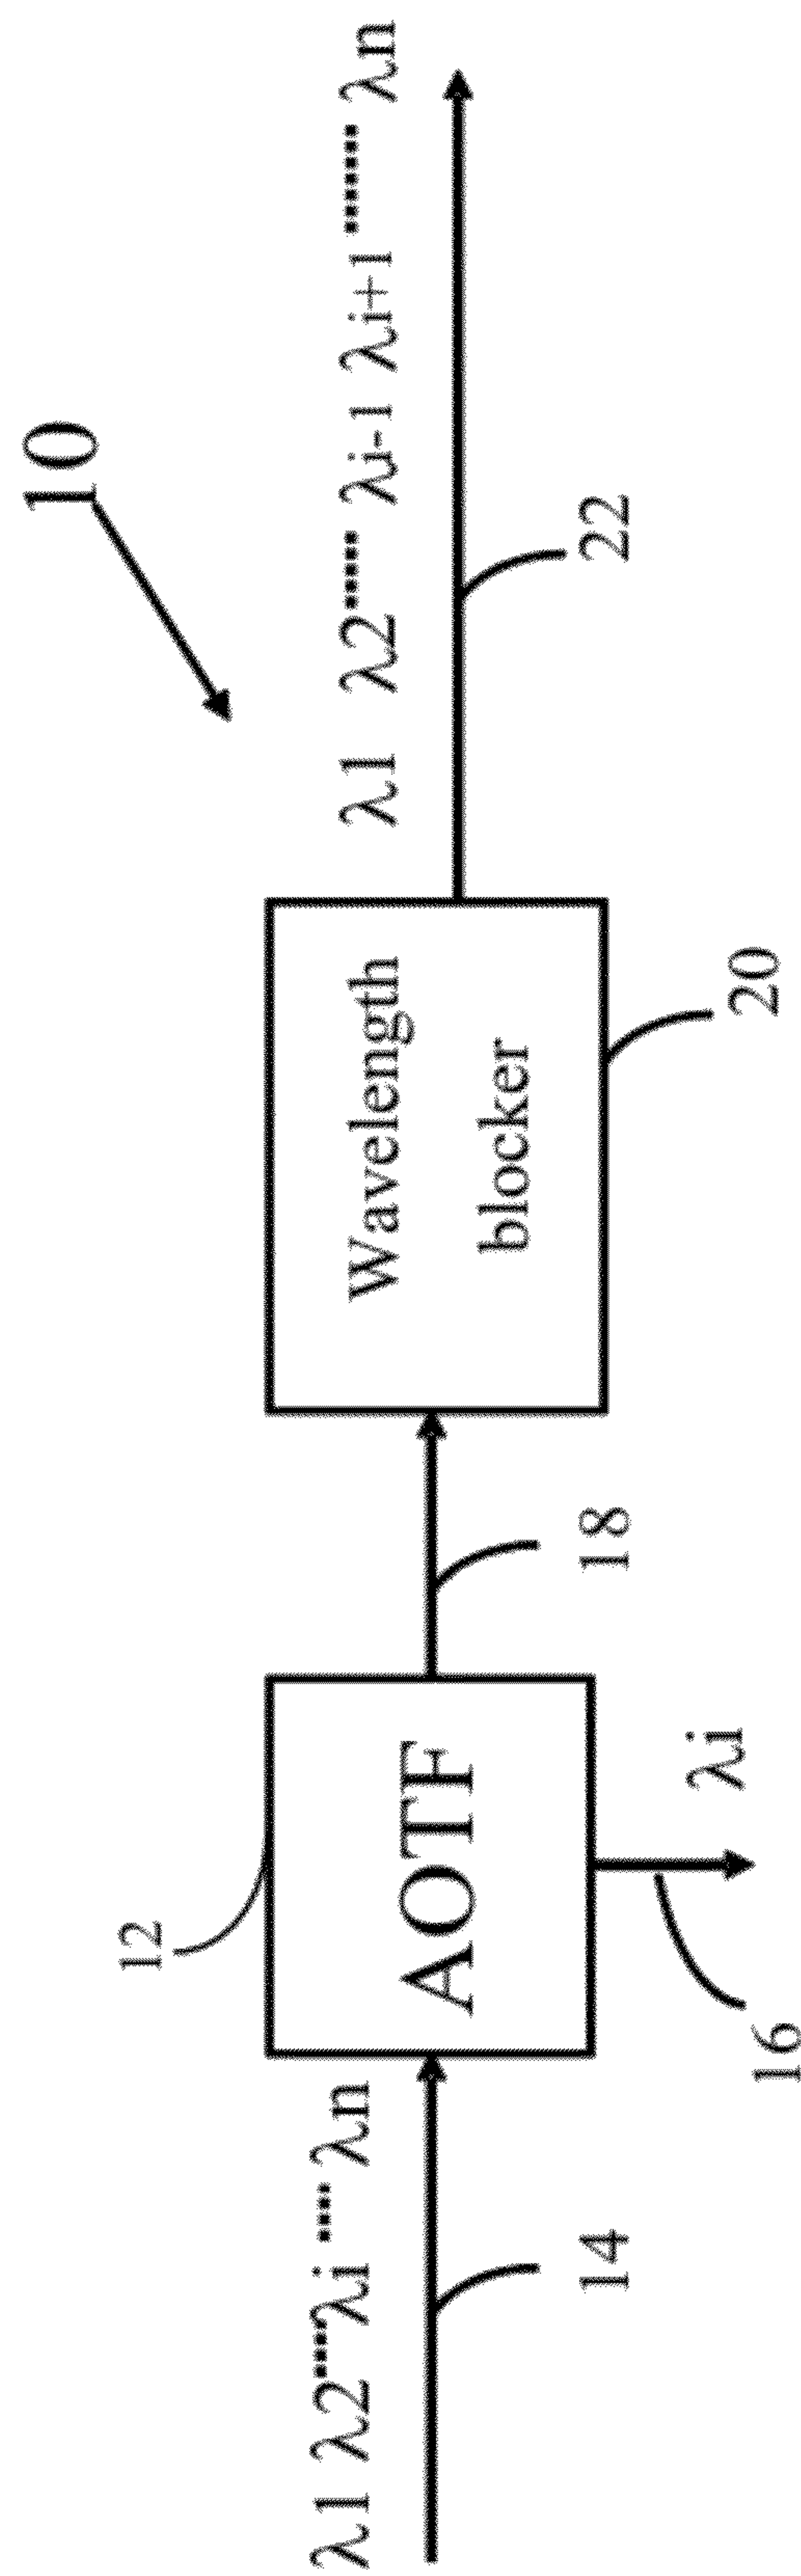 10
λ1 λ2.....λi.....λn
12
AOTF
14
16
λi
18
Wavelength
blocker
20
λ1 λ2..... λi-1 λi+1 ........ λn
22